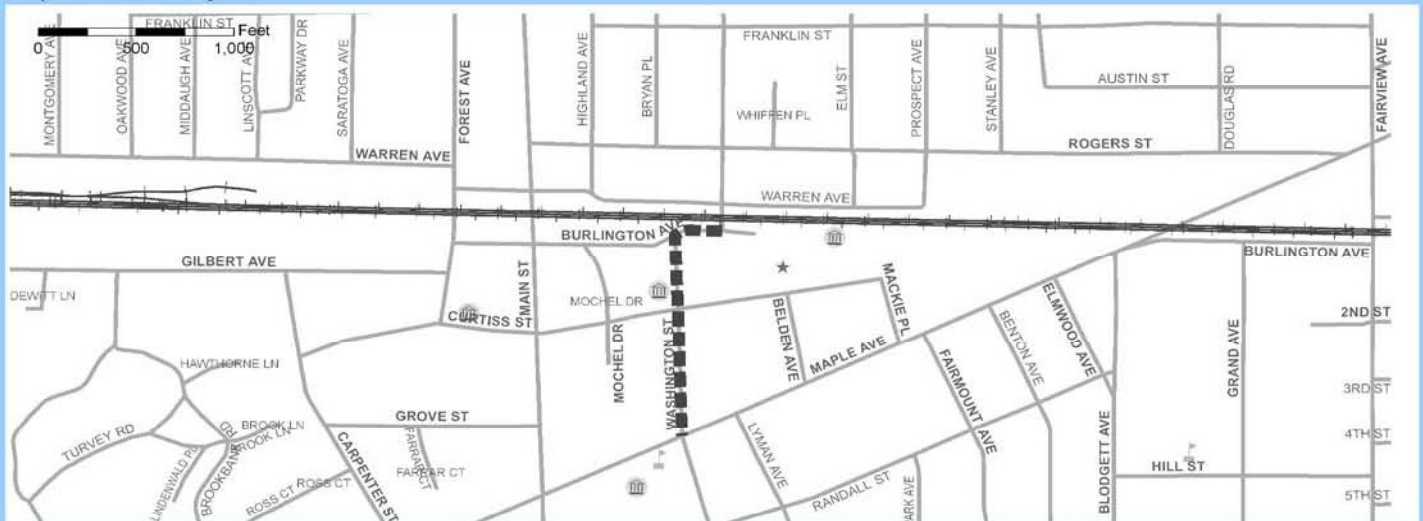 FRANKLIN ST
Feet
0 500 1,000
MONTGOMERY AVE
OAKWOOD AVE
MIDDAUGH AVE
LINSCOTT AVE
PARKWAY DR
SARATOGA AVE
FOREST AVE
HIGHLAND AVE
BRYAN PL
FRANKLIN ST
WHIFFEN PL
ELM ST
PROSPECT AVE
STANLEY AVE
AUSTIN ST
DOUGLAS RD
FAIRVIEW AVE
WARREN AVE
ROGERS ST
WARREN AVE
BURLINGTON AVE
BURLINGTON AVE
GILBERT AVE
DEWITT LN
MAIN ST
MOCHEL DR
CURTISS ST
MOCHEL DR
WASHINGTON ST
BELDEN AVE
MACKIE PL
MAPLE AVE
FAIRMOUNT AVE
BENTON AVE
ELMWOOD AVE
GRAND AVE
2ND ST
HAWTHORNE LN
3RD ST
GROVE ST
TURVEY RD
BROOK LN
BROOK LN
BROOKBANK RD
LINDENWALD PL
CARPENTER ST
FARRAR CT
FARRAR CT
ROSS CT
ROSS CT
LYMAN AVE
RANDALL ST
BLODGETT AVE
HILL ST
4TH ST
5TH ST